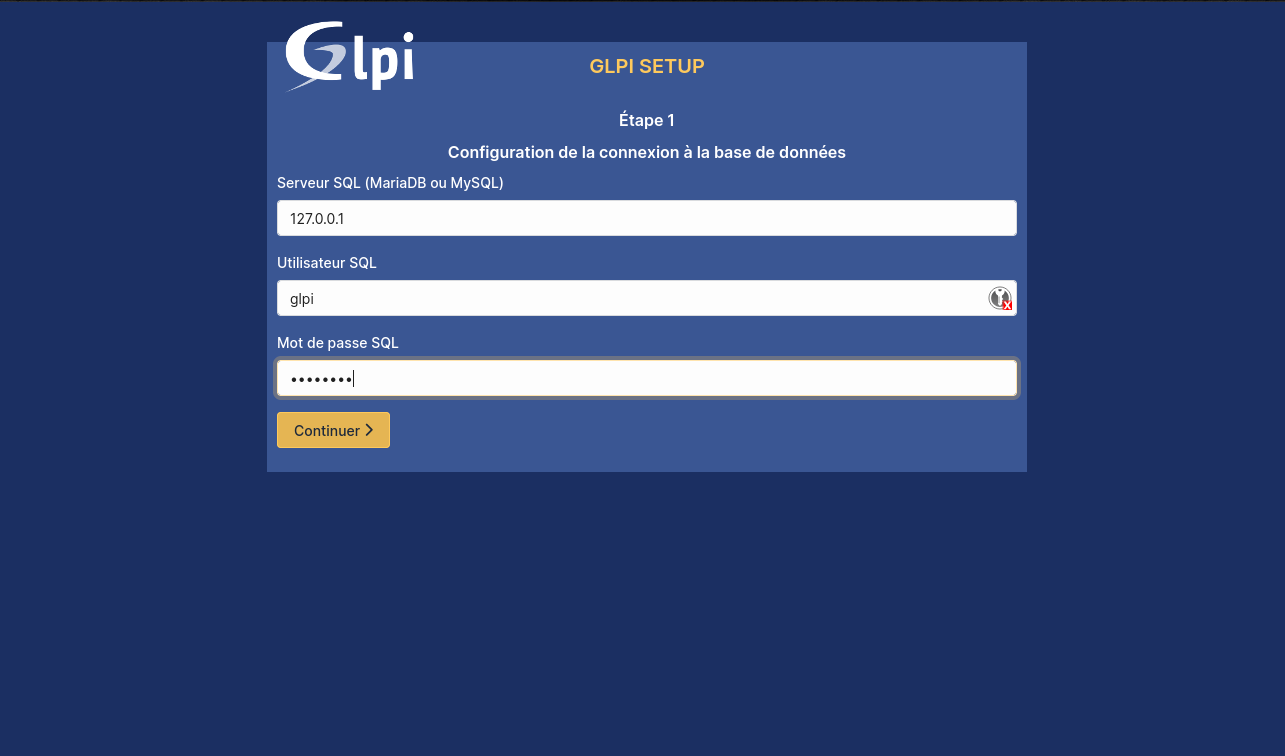 Glpi
GLPI SETUP
Étape 1
Configuration de la connexion à la base de données
Serveur SQL (MariaDB ou MySQL)
127.0.0.1
Utilisateur SQL
glpi
Mot de passe SQL
••••••••
Continuer